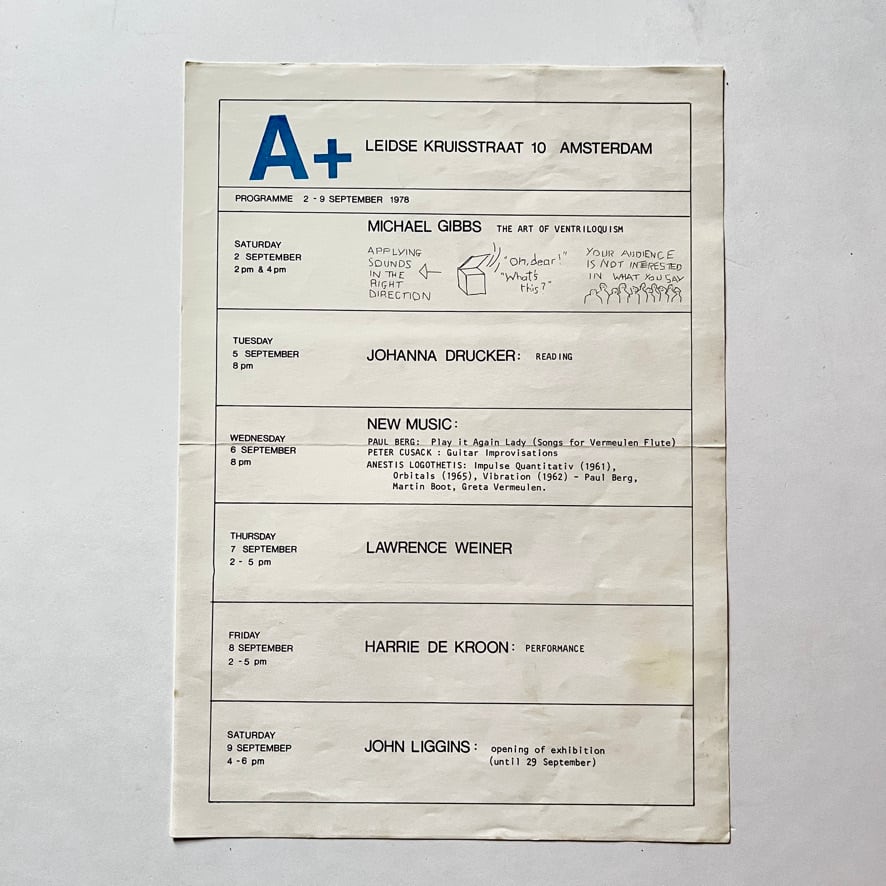 A+ LEIDSE KRUISSTRAAT 10 AMSTERDAM
PROGRAMME 2 - 9 SEPTEMBER 1978
SATURDAY
2 SEPTEMBER
2 pm & 4 pm
MICHAEL GIBBS THE ART OF VENTRILOQUISM
APPLYING
SOUNDS
IN THE
RIGHT
DIRECTION
"Oh, dear!"
"What's
this?"
YOUR AUDIENCE
IS NOT INTERESTED
IN WHAT YOU SAY
TUESDAY
5 SEPTEMBER
8 pm
JOHANNA DRUCKER: READING
WEDNESDAY
6 SEPTEMBER
8 pm
NEW MUSIC:
PAUL BERG: Play it Again Lady (Songs for Vermeulen Flute)
PETER CUSACK : Guitar Improvisations
ANESTIS LOGOTHETIS: Impulse Quantitativ (1961),
Orbitals (1965), Vibration (1962) - Paul Berg,
Martin Boot, Greta Vermeulen.
THURSDAY
7 SEPTEMBER
2 - 5 pm
LAWRENCE WEINER
FRIDAY
8 SEPTEMBER
2 - 5 pm
HARRIE DE KROON: PERFORMANCE
SATURDAY
9 SEPTEMBEP
4 - 6 pm
JOHN LIGGINS: opening of exhibition
(until 29 September)